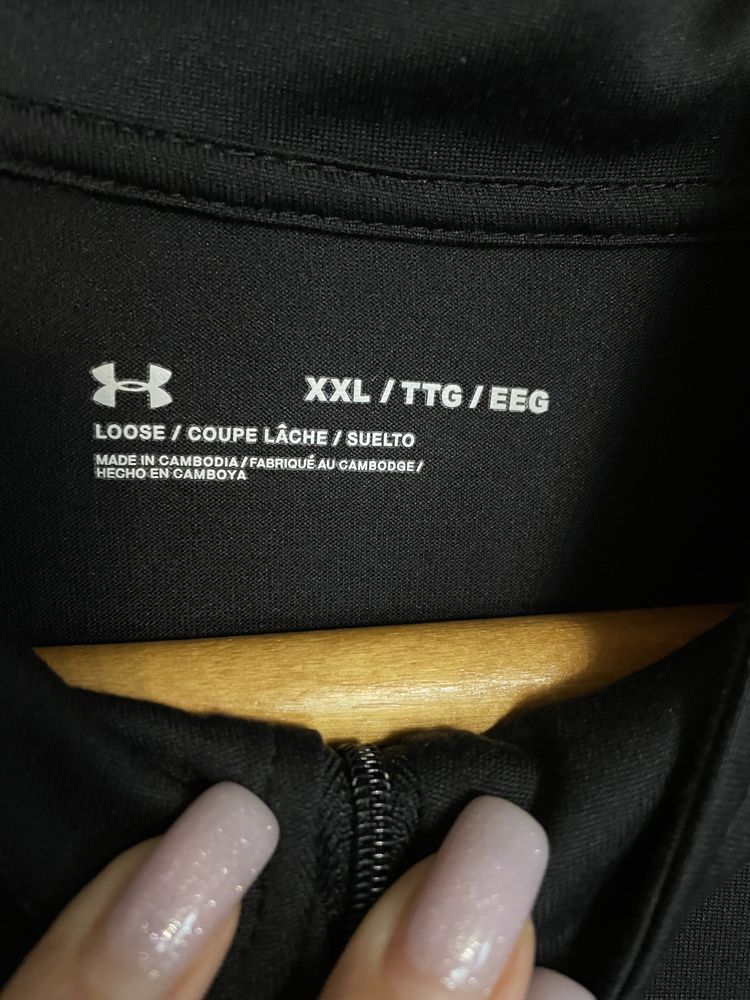 XXL / TTG / EEG
LOOSE / COUPE LÂCHE / SUELTO
MADE IN CAMBODIA / FABRIQUÉ AU CAMBODGE /
HECHO EN CAMBOYA